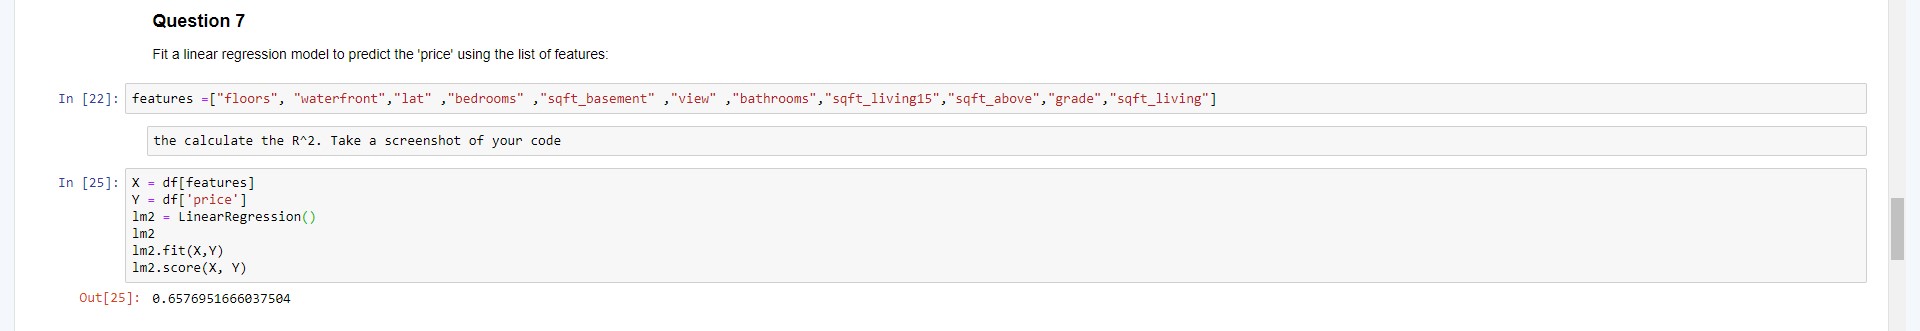 Question 7
Fit a linear regression model to predict the 'price' using the list of features:
In [22]: features =["floors", "waterfront","lat" ,"bedrooms" ,"sqft_basement" ,"view" ,"bathrooms","sqft_living15","sqft_above","grade","sqft_living"]
the calculate the R^2. Take a screenshot of your code
In [25]: X = df[features]
Y = df['price']
lm2 = LinearRegression()
lm2
lm2.fit(X,Y)
lm2.score(X, Y)
Out[25]: 0.6576951666037504